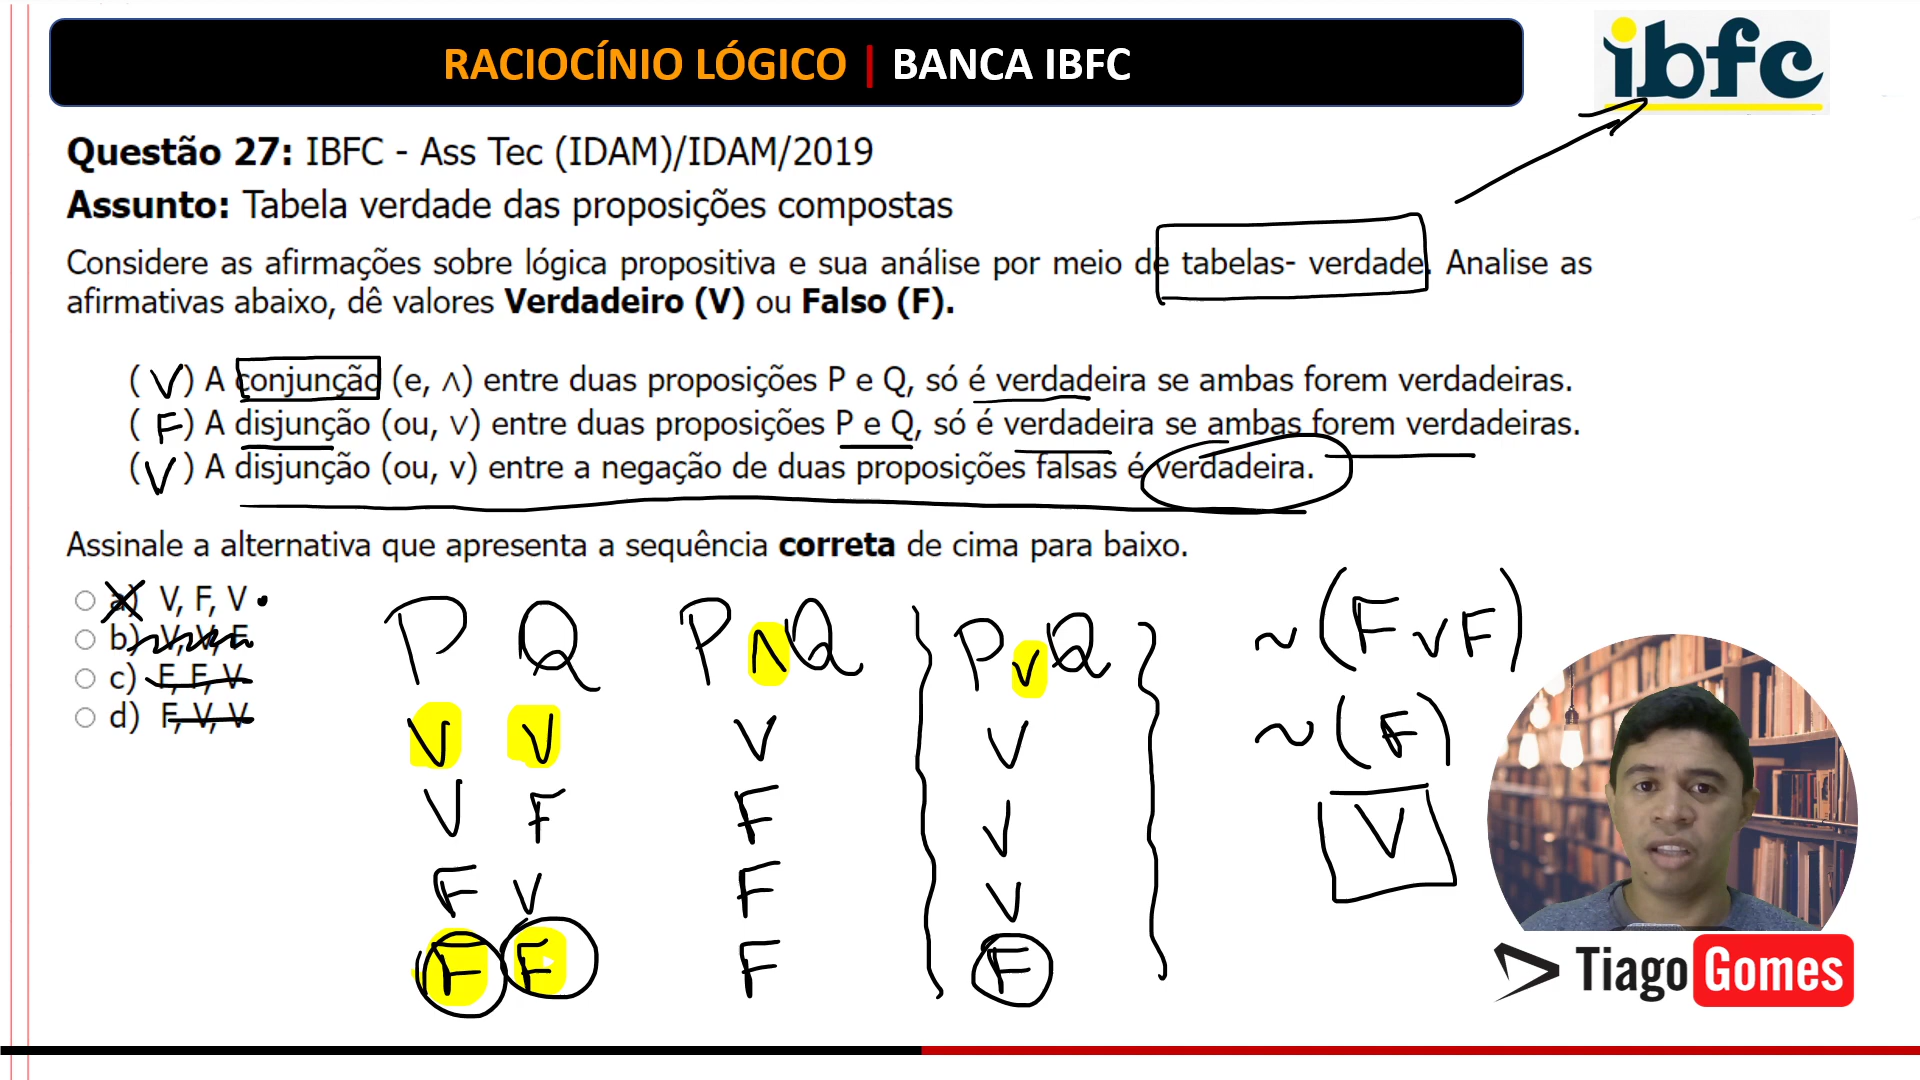 RACIOCÍNIO LÓGICO | BANCA IBFC
ibfc
Questão 27: IBFC - Ass Tec (IDAM)/IDAM/2019
Assunto: Tabela verdade das proposições compostas
Considere as afirmações sobre lógica propositiva e sua análise por meio de tabelas- verdade. Analise as
afirmativas abaixo, dê valores Verdadeiro (V) ou Falso (F).
( V ) A conjunção (e, ∧) entre duas proposições P e Q, só é verdadeira se ambas forem verdadeiras.
( F ) A disjunção (ou, ∨) entre duas proposições P e Q, só é verdadeira se ambas forem verdadeiras.
( V ) A disjunção (ou, v) entre a negação de duas proposições falsas é verdadeira.
Assinale a alternativa que apresenta a sequência correta de cima para baixo.
a) V, F, V
b) V, V, F
c) F, F, V
d) F, V, V
P Q P∧Q P∨Q ~(F∨F)
V V V V ~(F)
V F F V V
F V F V
F F F F
Tiago Gomes